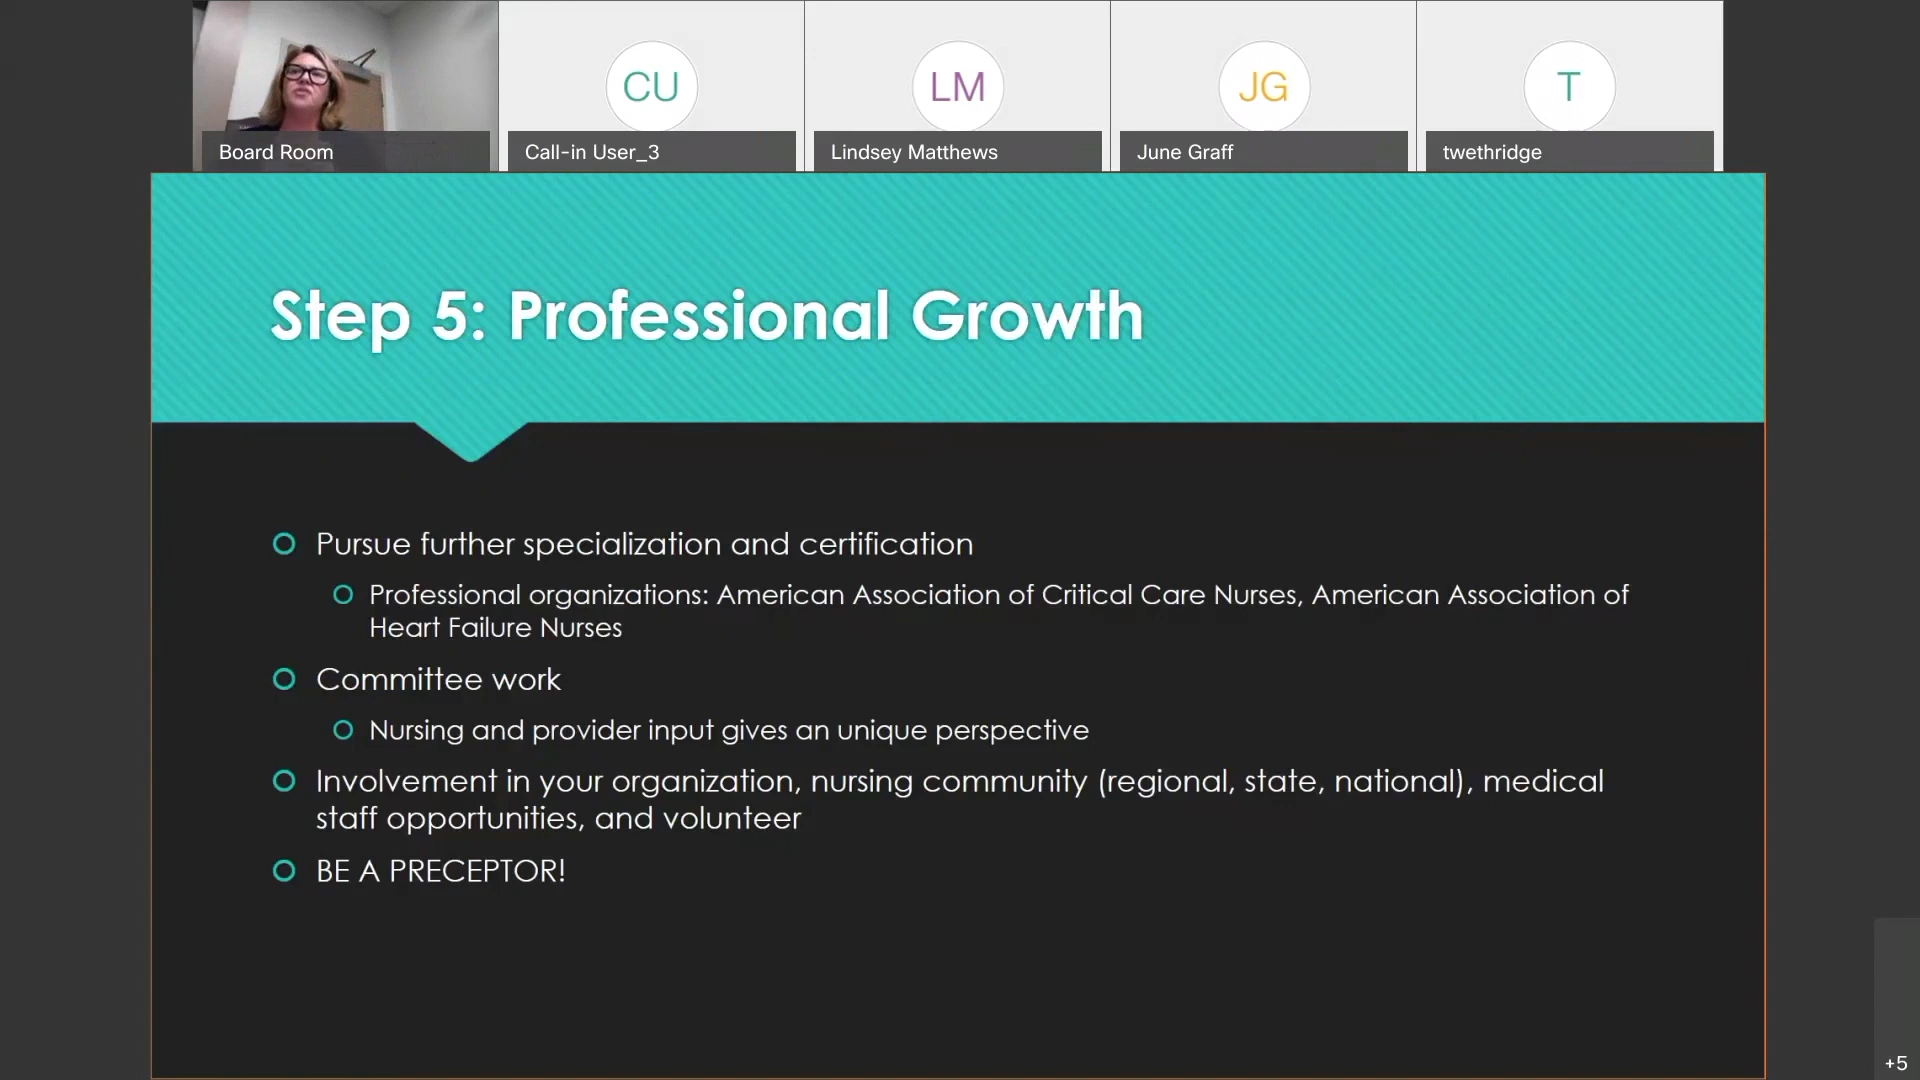 CU
LM
JG
T
Board Room
Call-in User_3
Lindsey Matthews
June Graff
twethridge
Step 5: Professional Growth
Pursue further specialization and certification
Professional organizations: American Association of Critical Care Nurses, American Association of
Heart Failure Nurses
Committee work
Nursing and provider input gives an unique perspective
Involvement in your organization, nursing community (regional, state, national), medical
staff opportunities, and volunteer
BE A PRECEPTOR!
+5